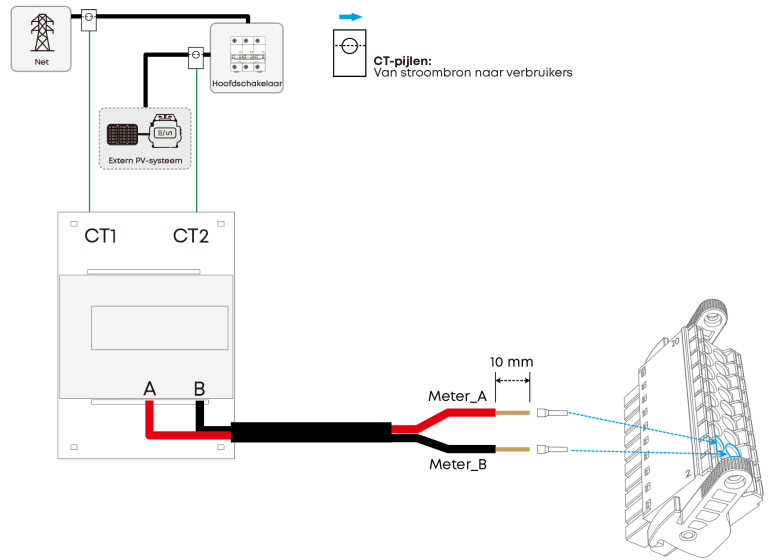 Net
Hoofdschakelaar
CT-pijlen:
Van stroombron naar verbruikers
Extern PV-systeem
CT1
CT2
A
B
10 mm
Meter_A
Meter_B
20
2